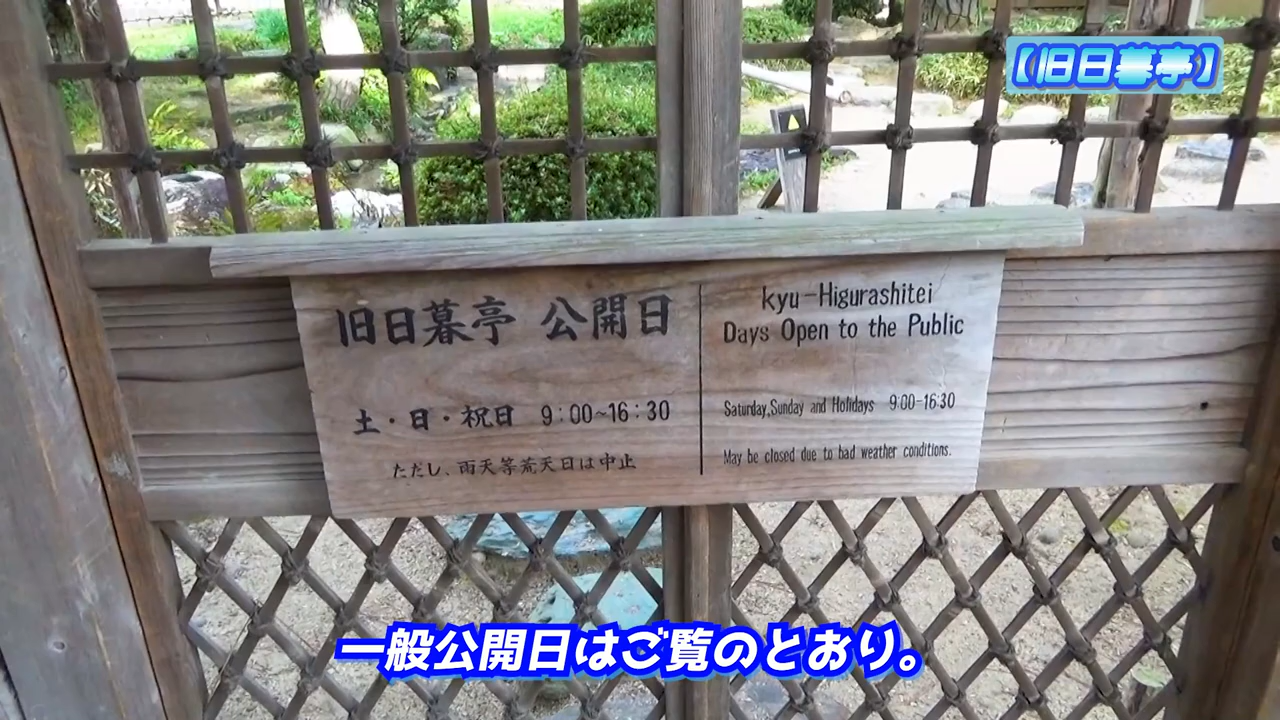 【旧日暮亭】
旧日暮亭 公開日
土・日・祝日 9:00~16:30
ただし、雨天等荒天日は中止
kyu-Higurashitei
Days Open to the Public
Saturday,Sunday and Holidays 9:00-16:30
May be closed due to bad weather conditions.
一般公開日はご覧のとおり。